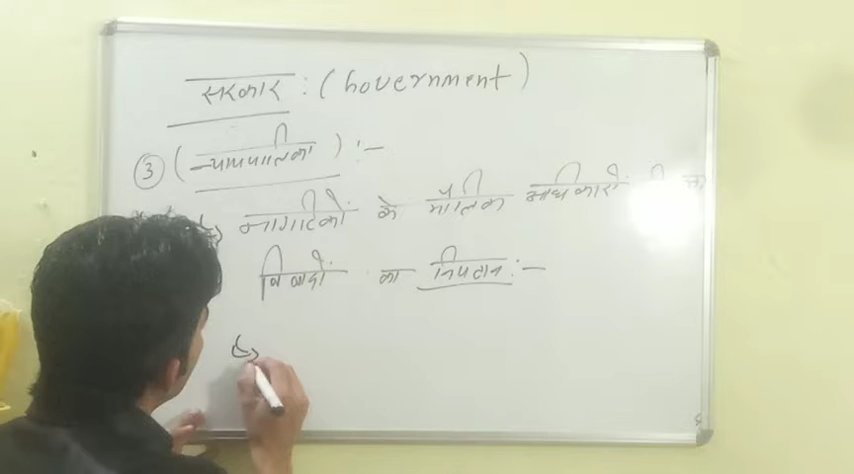 सरकार : (Government)
③ (न्यायपालिका) :-
नागरिको के मौलिक अधिकारो
विवादो का निपटान :-